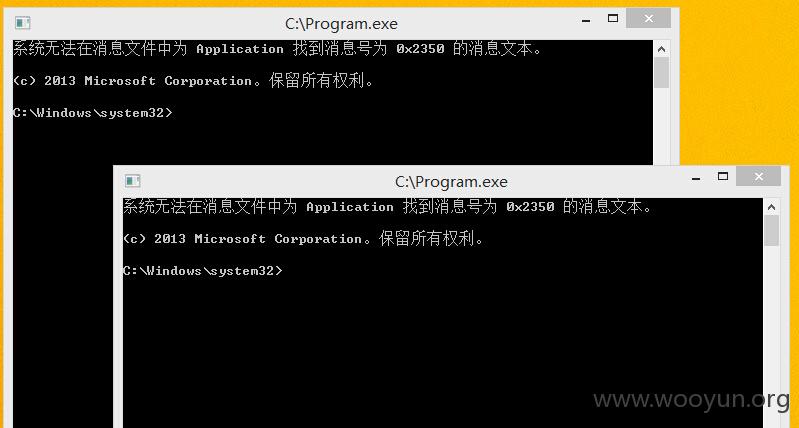 C:\Program.exe
系统无法在消息文件中为 Application 找到消息号为 0x2350 的消息文本。
(c) 2013 Microsoft Corporation。保留所有权利。
C:\Windows\system32>
C:\Program.exe
系统无法在消息文件中为 Application 找到消息号为 0x2350 的消息文本。
(c) 2013 Microsoft Corporation。保留所有权利。
C:\Windows\system32>
www.wooyun.org